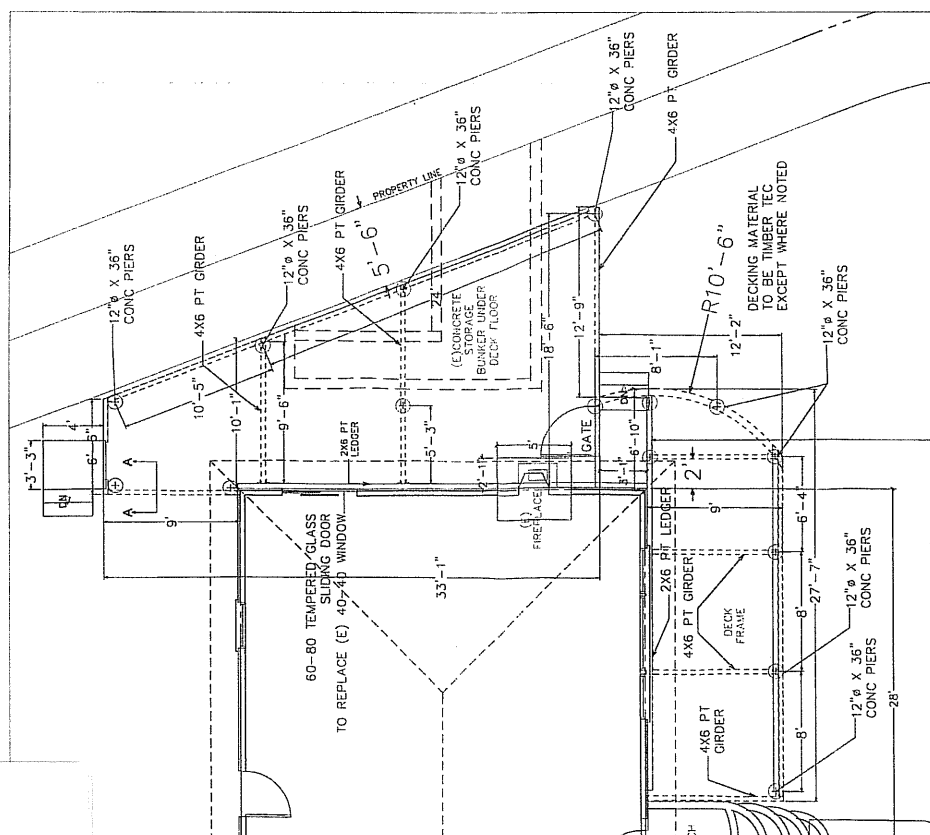 12"ø X 36"
CONC PIERS
4X6 PT GIRDER
12"ø X 36"
CONC PIERS
4X6 PT GIRDER
5'-6"
PROPERTY LINE
12"ø X 36"
CONC PIERS
12"ø X 36"
CONC PIERS
4X6 PT GIRDER
24'
(E)CONCRETE
STORAGE
BUNKER UNDER
DECK FLOOR
18'-6"
12'-9"
R10'-6"
DECKING MATERIAL
TO BE TIMBER TEC
EXCEPT WHERE NOTED
12'-2"
8'-1"
12"ø X 36"
CONC PIERS
10'-5"
10'-1"
9'-6"
5'-3"
2X6 PT
LEDGER
4'
6'-6"
3'-3"
DN
A
A
9'
2'-1"
5'
(E)
FIREPLACE
GATE
DN
6'-10"
3'-1"
2'
9'
6'-4"
33'-1"
60-80 TEMPERED GLASS
SLIDING DOOR
TO REPLACE (E) 40-40 WINDOW
2X6 PT LEDGER
4X6 PT GIRDER
DECK
FRAME
8'
8'
27'-7"
12"ø X 36"
CONC PIERS
12"ø X 36"
CONC PIERS
28'
4X6 PT
GIRDER
CH